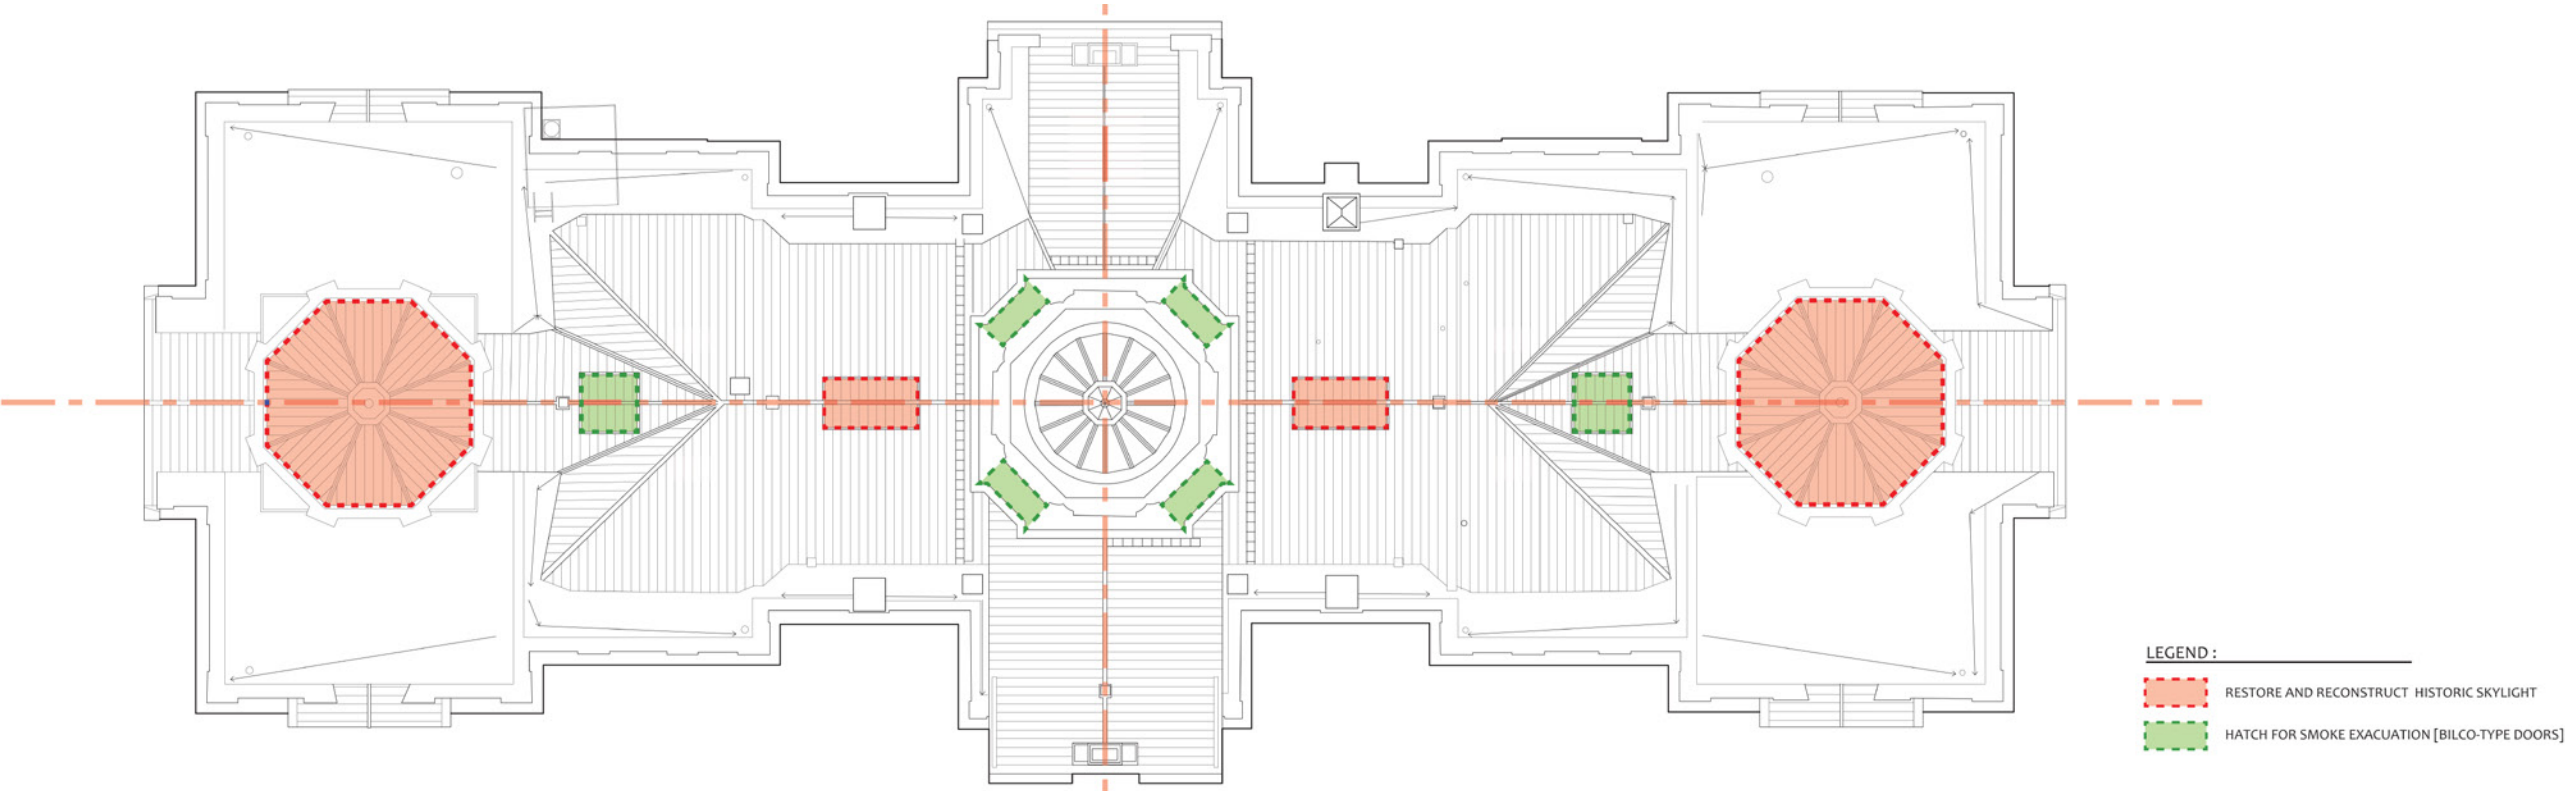 LEGEND :
RESTORE AND RECONSTRUCT HISTORIC SKYLIGHT
HATCH FOR SMOKE EXACUATION [BILCO-TYPE DOORS]